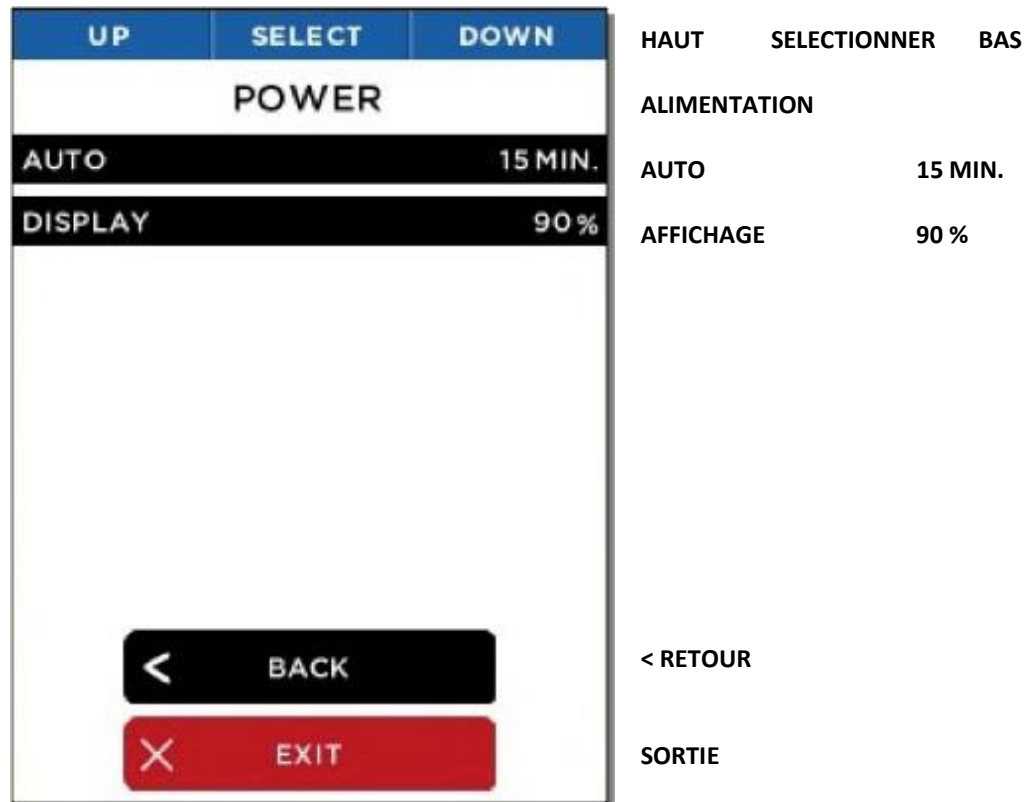 UP SELECT DOWN HAUT SELECTIONNER BAS
POWER ALIMENTATION
AUTO 15 MIN. AUTO 15 MIN.
DISPLAY 90% AFFICHAGE 90 %
< BACK < RETOUR
X EXIT SORTIE